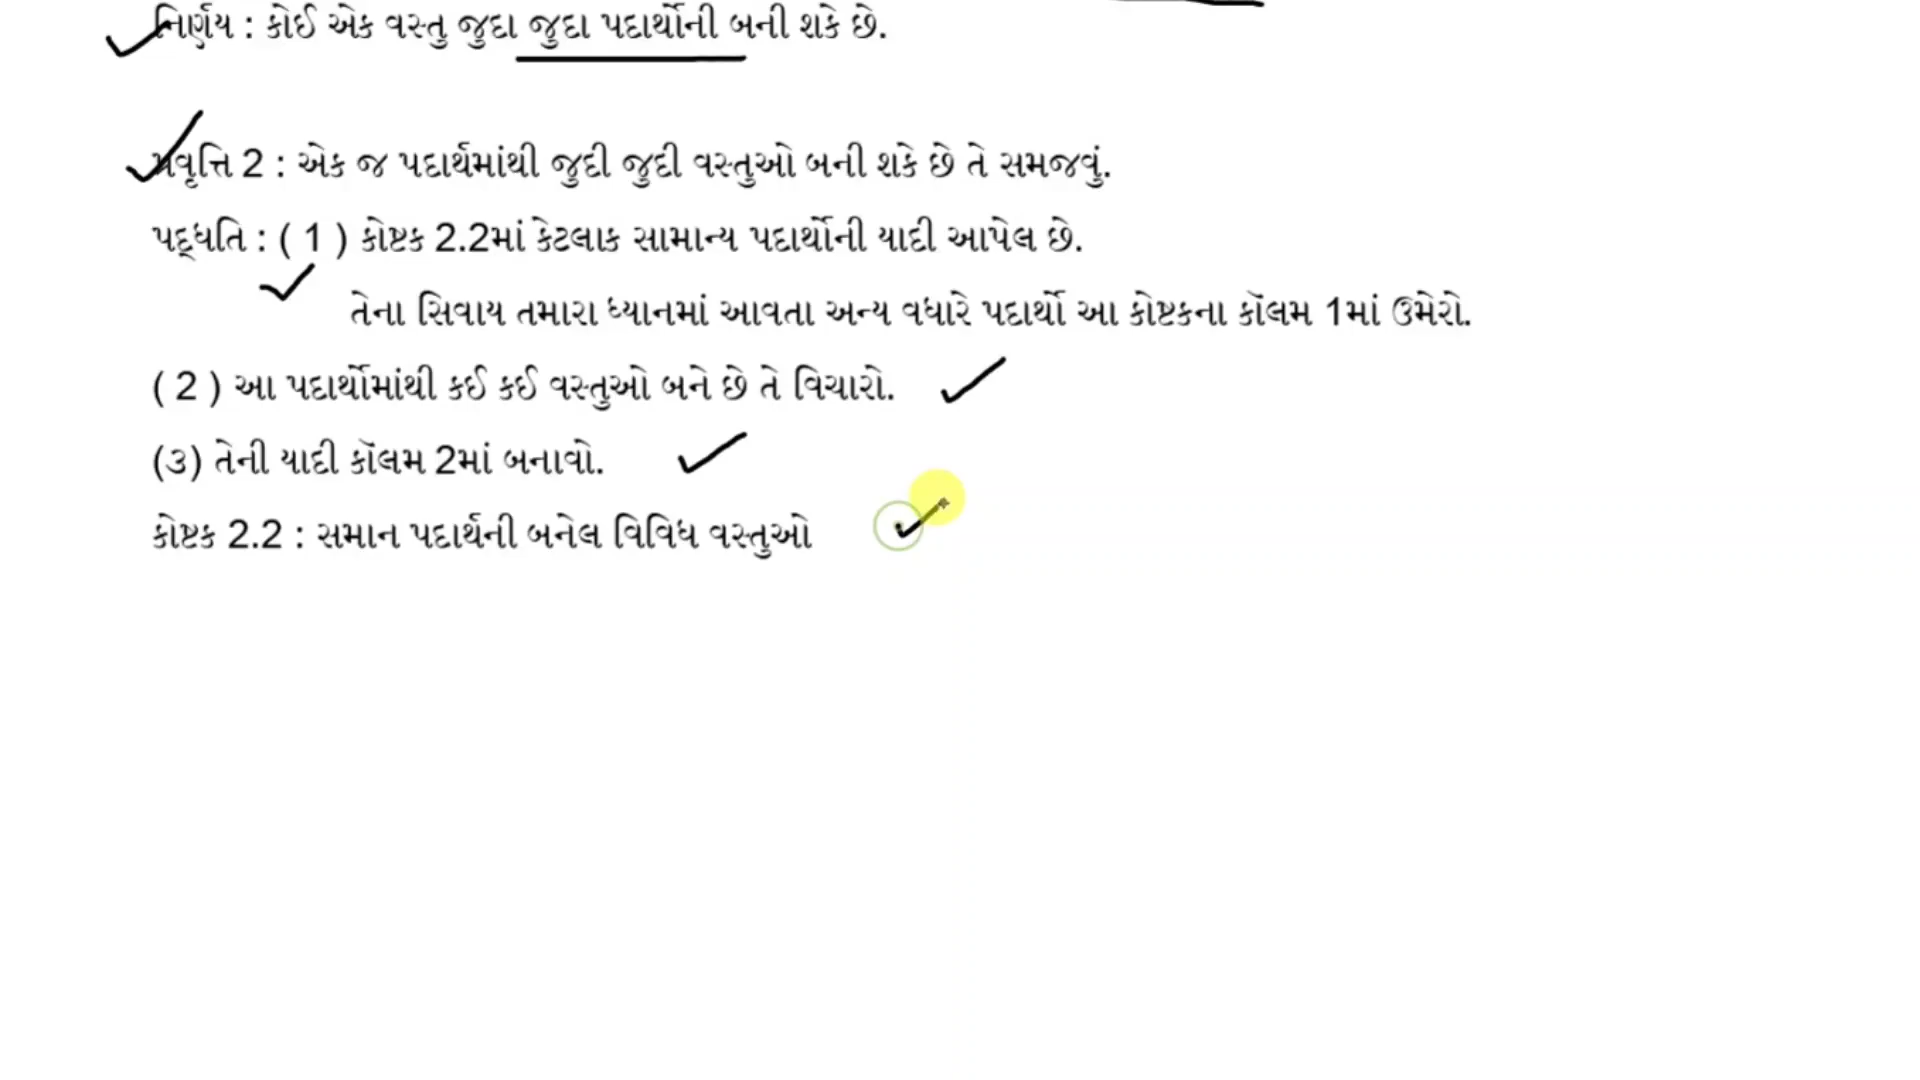 નિર્ણય : કોઈ એક વસ્તુ જુદા જુદા પદાર્થોની બની શકે છે.
પ્રવૃત્તિ 2 : એક જ પદાર્થમાંથી જુદી જુદી વસ્તુઓ બની શકે છે તે સમજવું.
પદ્ધતિ : ( 1 ) કોષ્ટક 2.2માં કેટલાક સામાન્ય પદાર્થોની યાદી આપેલ છે.
તેના સિવાય તમારા ધ્યાનમાં આવતા અન્ય વધારે પદાર્થો આ કોષ્ટકના કૉલમ 1માં ઉમેરો.
( 2 ) આ પદાર્થોમાંથી કઈ કઈ વસ્તુઓ બને છે તે વિચારો.
(૩) તેની યાદી કૉલમ 2માં બનાવો.
કોષ્ટક 2.2 : સમાન પદાર્થની બનેલ વિવિધ વસ્તુઓ